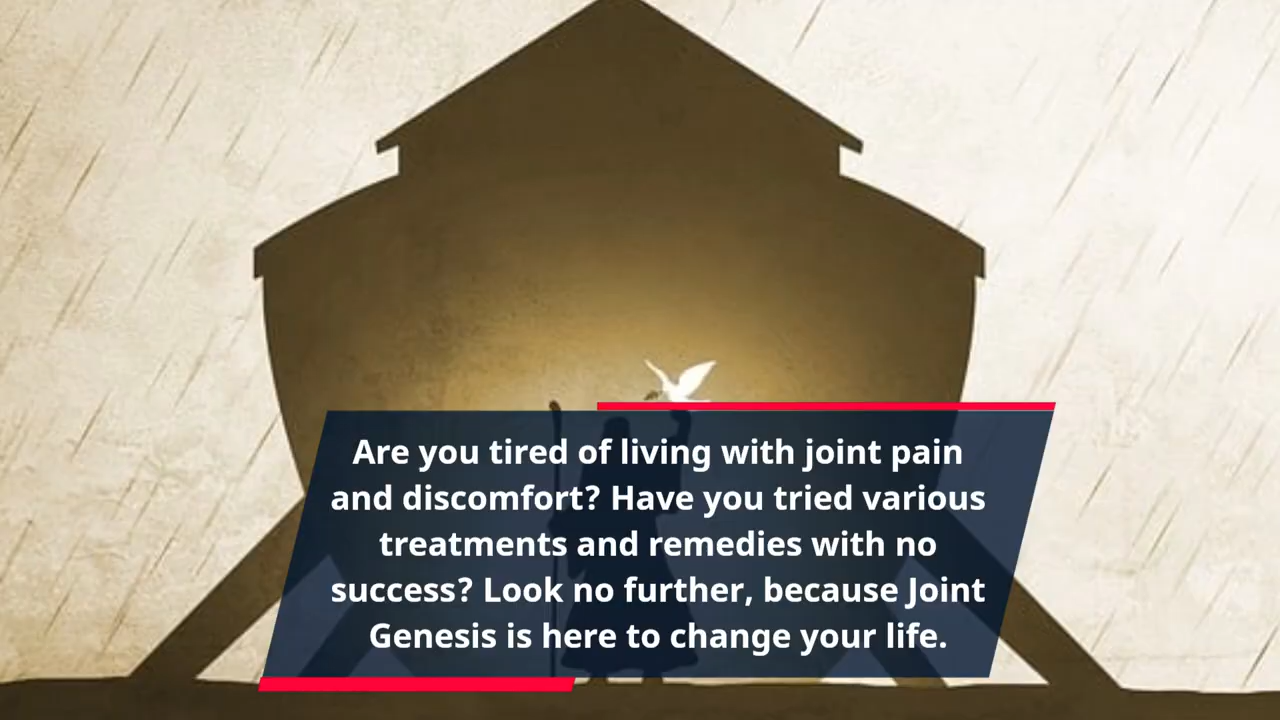 Are you tired of living with joint pain
and discomfort? Have you tried various
treatments and remedies with no
success? Look no further, because Joint
Genesis is here to change your life.